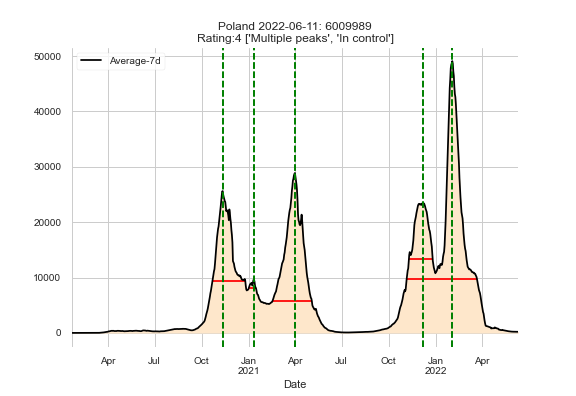 Poland 2022-06-11: 6009989
Rating:4 ['Multiple peaks', 'In control']
Average-7d
50000
40000
30000
20000
10000
0
Apr Jul Oct Jan Apr Jul Oct Jan Apr
2021 2022
Date